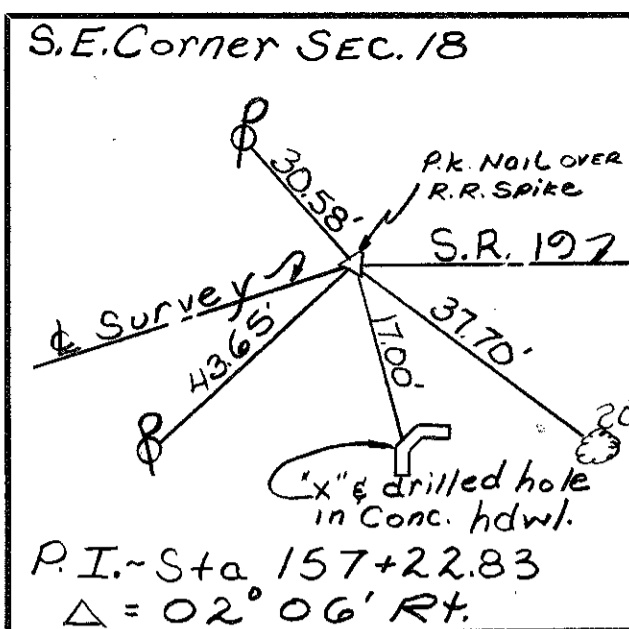 S.E. Corner SEC. 18
P.K. NAIL OVER
R.R. SPIKE
30.58'
S.R. 197
℄ Survey
43.65'
17.00'
37.70'
20
"x" & drilled hole
in Conc. hdwl.
P.I.~Sta 157+22.83
△ = 02° 06' Rt.